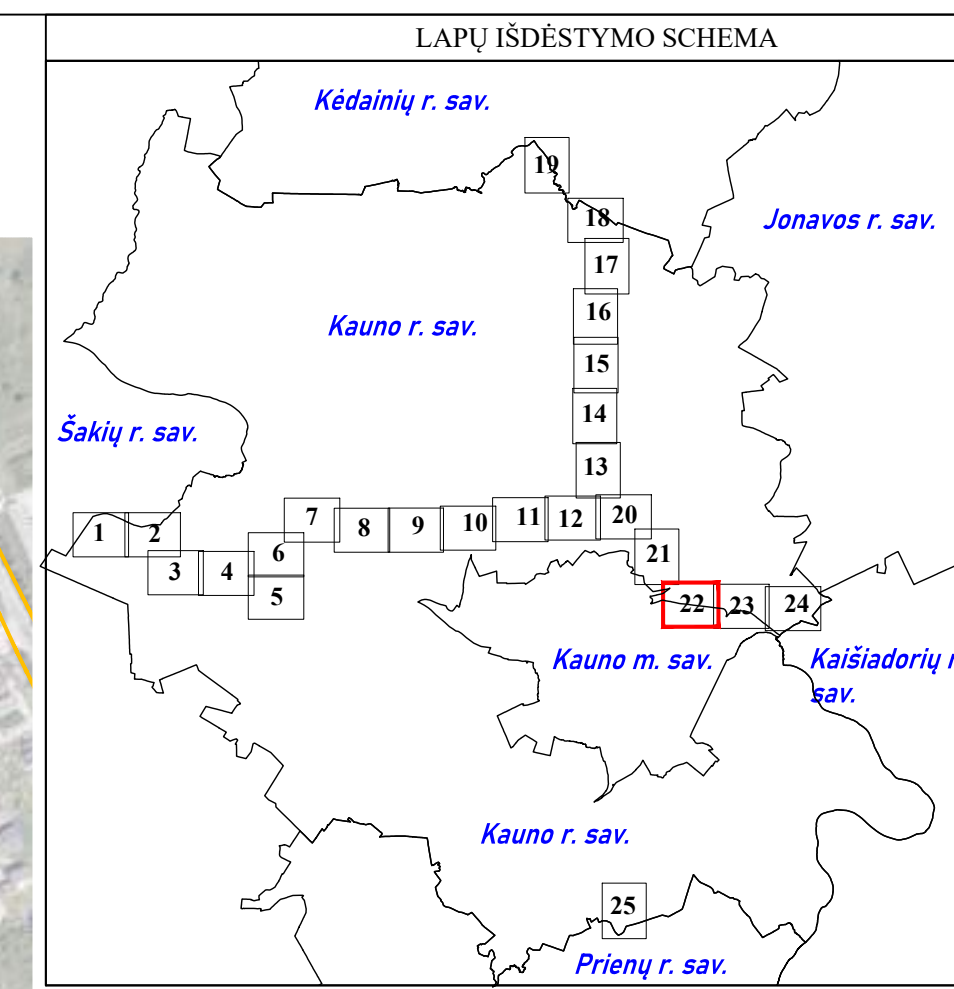 LAPŲ IŠDĖSTYMO SCHEMA
Kėdainių r. sav.
19
18
Jonavos r. sav.
17
16
Kauno r. sav.
15
14
Šakių r. sav.
13
7
8
9
10
11
12
20
1
2
6
21
3
4
5
22
23
24
Kauno m. sav.
Kaišiadorių r
sav.
Kauno r. sav.
25
Prienų r. sav.